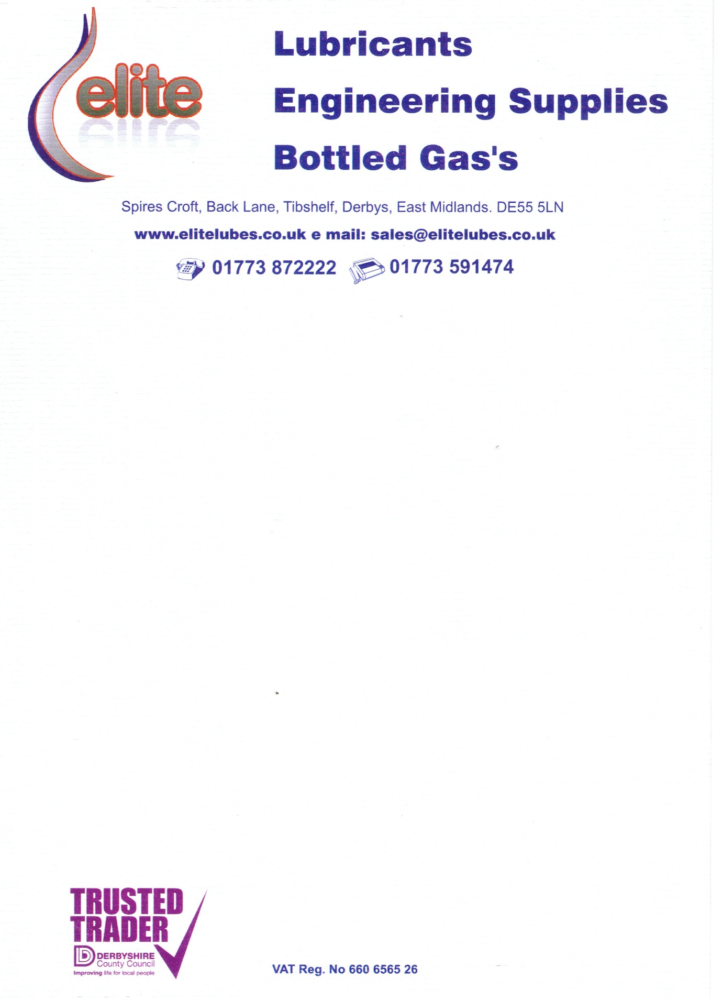 elite
Lubricants
Engineering Supplies
Bottled Gas's
Spires Croft, Back Lane, Tibshelf, Derbys, East Midlands. DE55 5LN
www.elitelubes.co.uk e mail: sales@elitelubes.co.uk
01773 872222 01773 591474
TRUSTED
TRADER
DERBYSHIRE
County Council
Improving life for local people
VAT Reg. No 660 6565 26